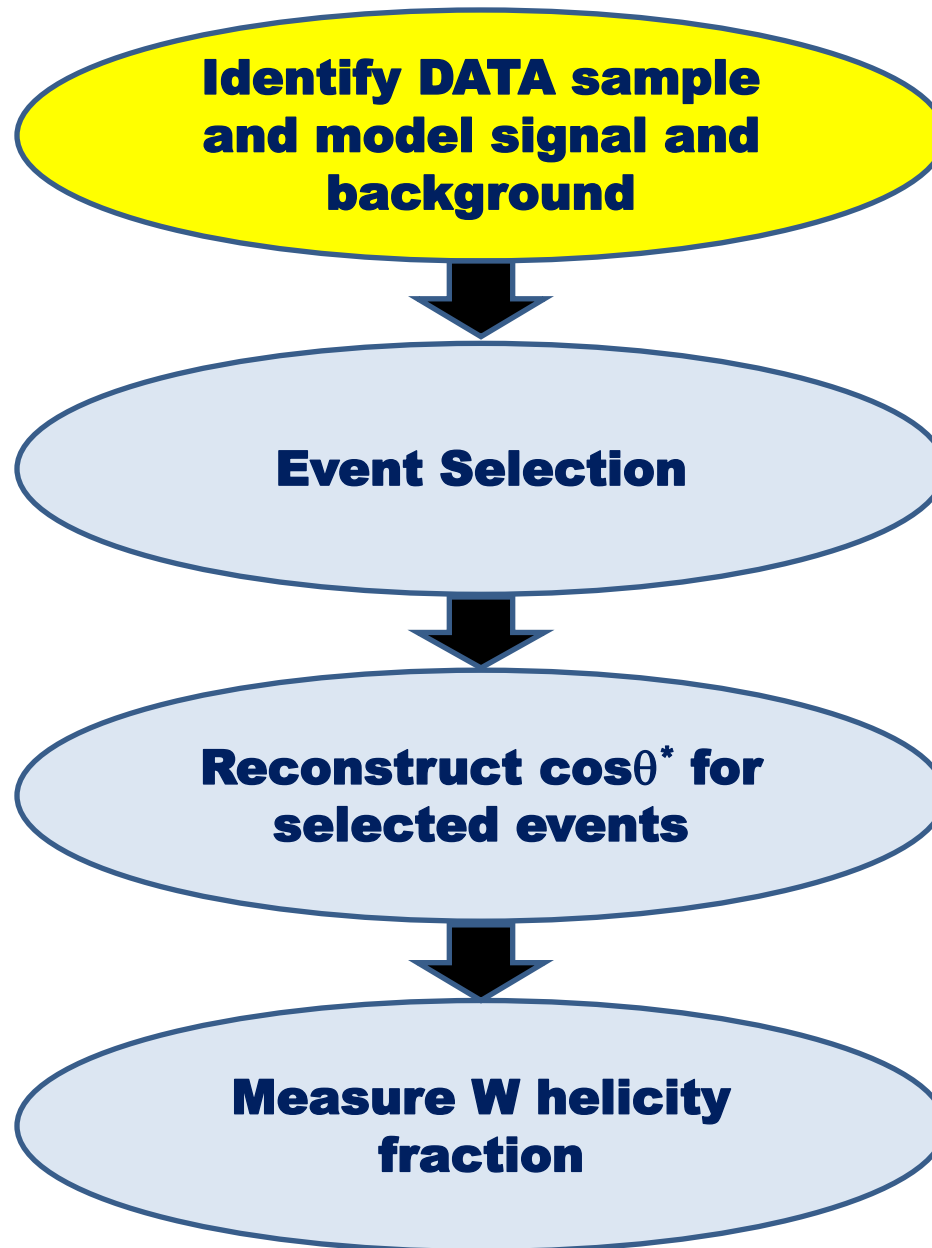 Identify DATA sample
and model signal and
background
Event Selection
Reconstruct cosθ* for
selected events
Measure W helicity
fraction